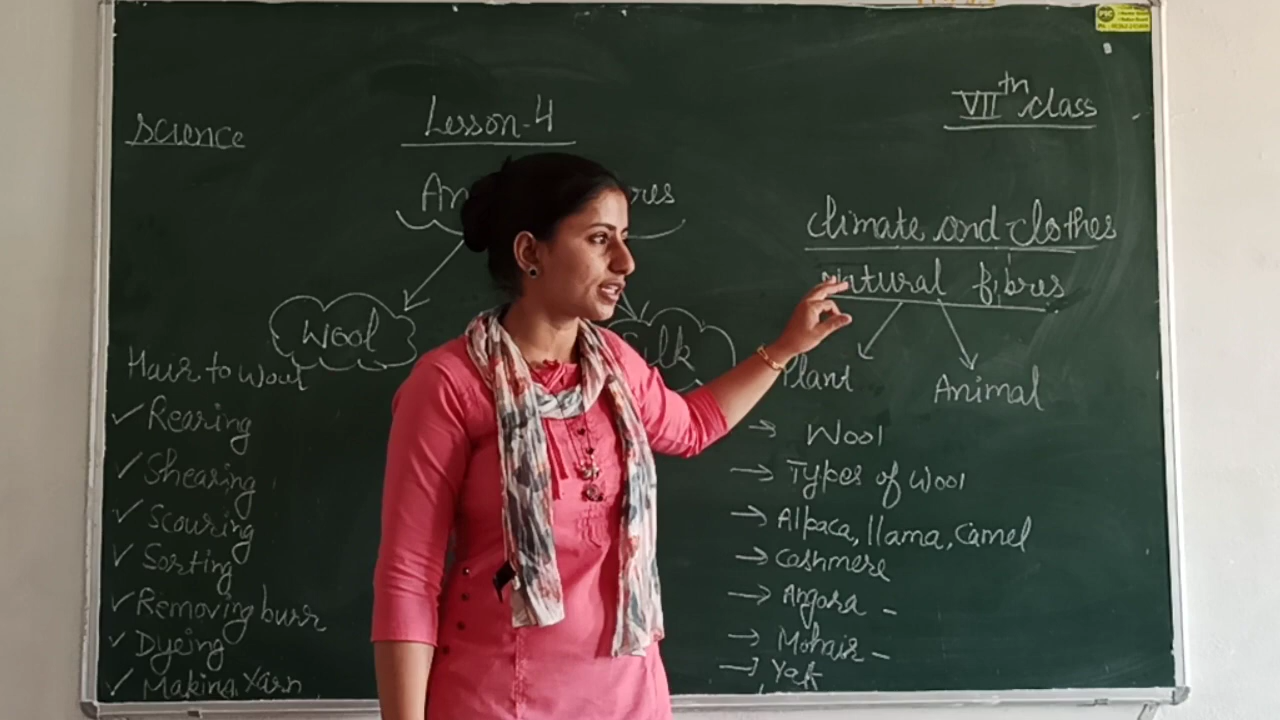 Science
Lesson-4
VIIth class
An
res
Wool
Silk
Hair to Wool
✓ Rearing
✓ Shearing
✓ Scouring
✓ Sorting
✓ Removing burr
✓ Dyeing
✓ Making Yarn
climate and clothes
Natural fibres
Plant
Animal
→ Wool
→ Types of wool
→ Alpaca, llama, camel
→ cashmere
→ Angora -
→ Mohair -
→ Yak